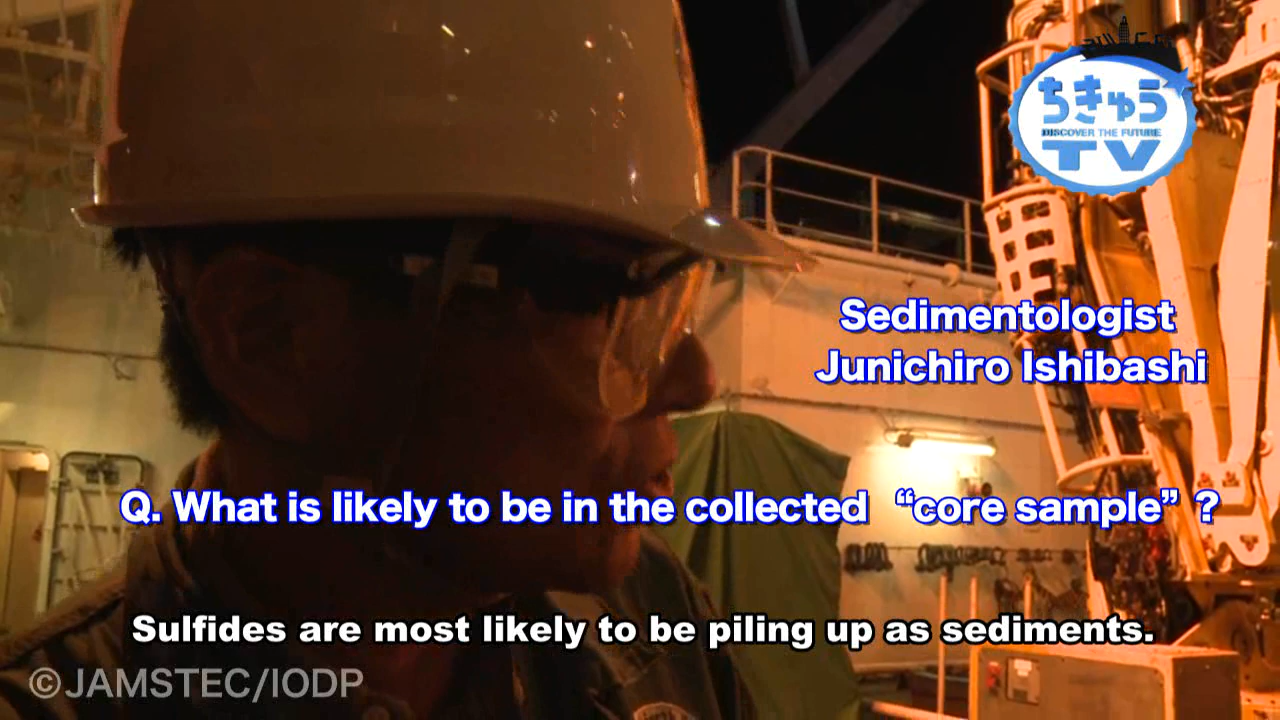 ちきゅう
DISCOVER THE FUTURE
TV
Sedimentologist
Junichiro Ishibashi
Q. What is likely to be in the collected “core sample” ?
Sulfides are most likely to be piling up as sediments.
©JAMSTEC/IODP